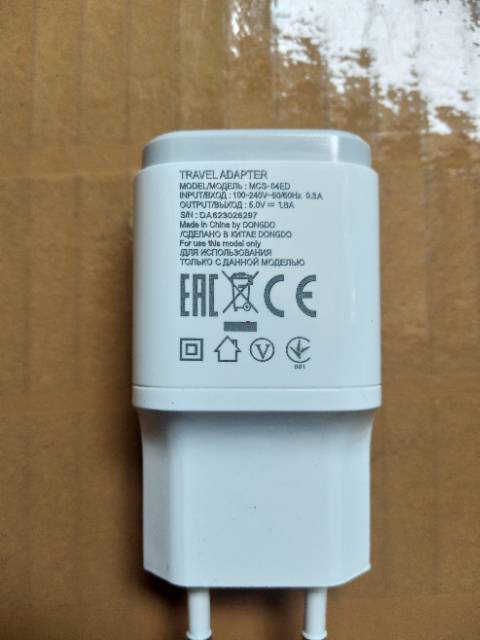 TRAVEL ADAPTER
MODEL/МОДЕЛЬ : MCS-04ED
INPUT/ВХОД : 100-240V~50/60Hz 0.3A
OUTPUT/ВЫХОД : 5.0V ⎓ 1.8A
S/N : DA623028297
Made in China by DONGDO
/СДЕЛАНО В КИТАЕ DONGDO
For use this model only
/ДЛЯ ИСПОЛЬЗОВАНИЯ
ТОЛЬКО С ДАННОЙ МОДЕЛЬЮ
EAC CE
V
001